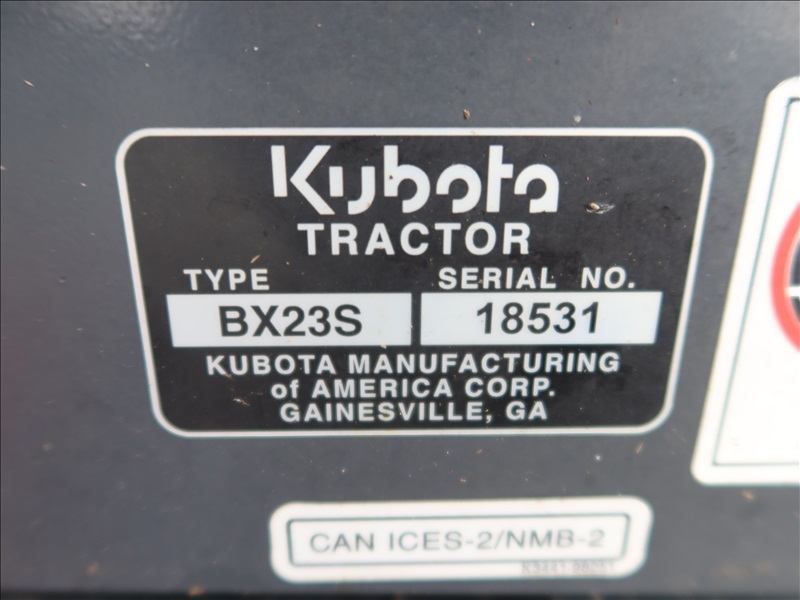 Kubota
TRACTOR
TYPE SERIAL NO.
BX23S 18531
KUBOTA MANUFACTURING
of AMERICA CORP.
GAINESVILLE, GA
CAN ICES-2/NMB-2